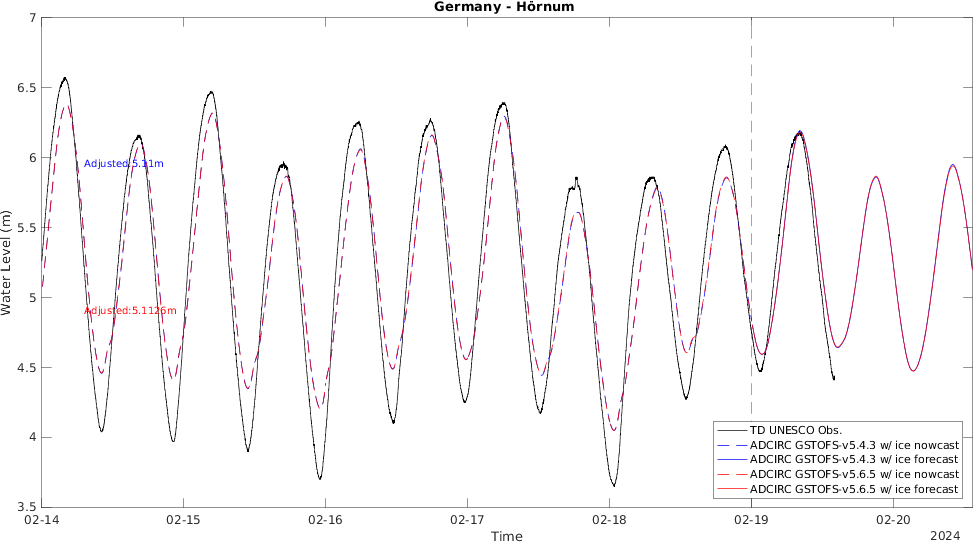 Germany - Hörnum
7
6.5
6
5.5
5
4.5
4
3.5
Water Level (m)
Adjusted:5.11m
Adjusted:5.1126m
TD UNESCO Obs.
ADCIRC GSTOFS-v5.4.3 w/ ice nowcast
ADCIRC GSTOFS-v5.4.3 w/ ice forecast
ADCIRC GSTOFS-v5.6.5 w/ ice nowcast
ADCIRC GSTOFS-v5.6.5 w/ ice forecast
02-14 02-15 02-16 02-17 02-18 02-19 02-20
Time
2024